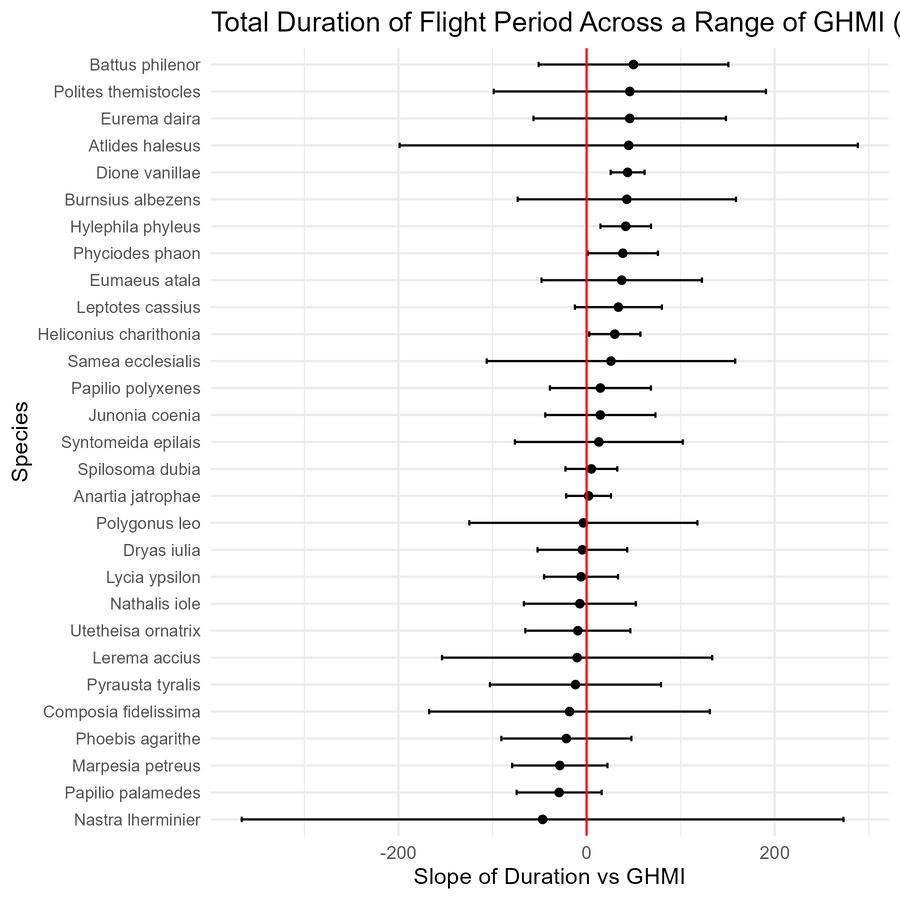 Total Duration of Flight Period Across a Range of GHMI (
Battus philenor
Polites themistocles
Eurema daira
Atlides halesus
Dione vanillae
Burnsius albezens
Hylephila phyleus
Phyciodes phaon
Eumaeus atala
Leptotes cassius
Heliconius charithonia
Samea ecclesialis
Papilio polyxenes
Junonia coenia
Syntomeida epilais
Spilosoma dubia
Anartia jatrophae
Polygonus leo
Dryas iulia
Lycia ypsilon
Nathalis iole
Utetheisa ornatrix
Lerema accius
Pyrausta tyralis
Composia fidelissima
Phoebis agarithe
Marpesia petreus
Papilio palamedes
Nastra lherminier
Species
-200 0 200
Slope of Duration vs GHMI